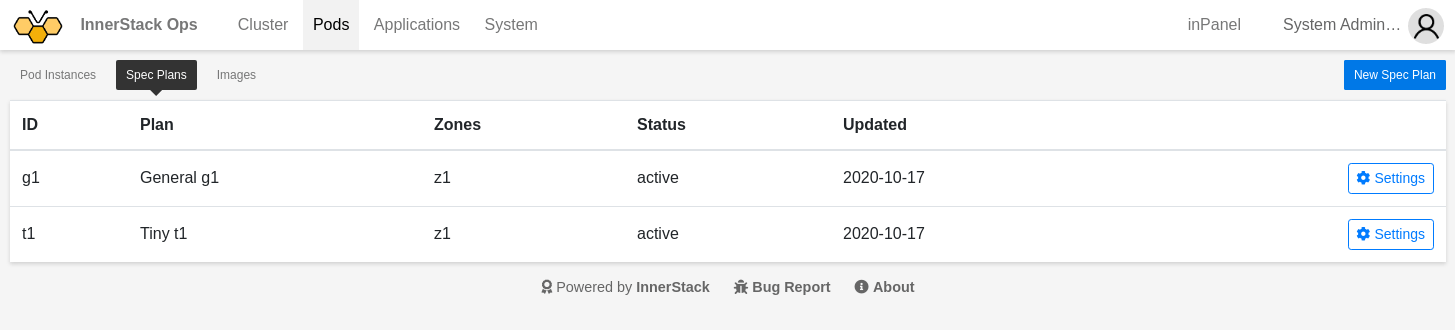 InnerStack Ops Cluster Pods Applications System inPanel System Admin…
Pod Instances Spec Plans Images New Spec Plan
ID Plan Zones Status Updated
g1 General g1 z1 active 2020-10-17 Settings
t1 Tiny t1 z1 active 2020-10-17 Settings
Powered by InnerStack Bug Report About